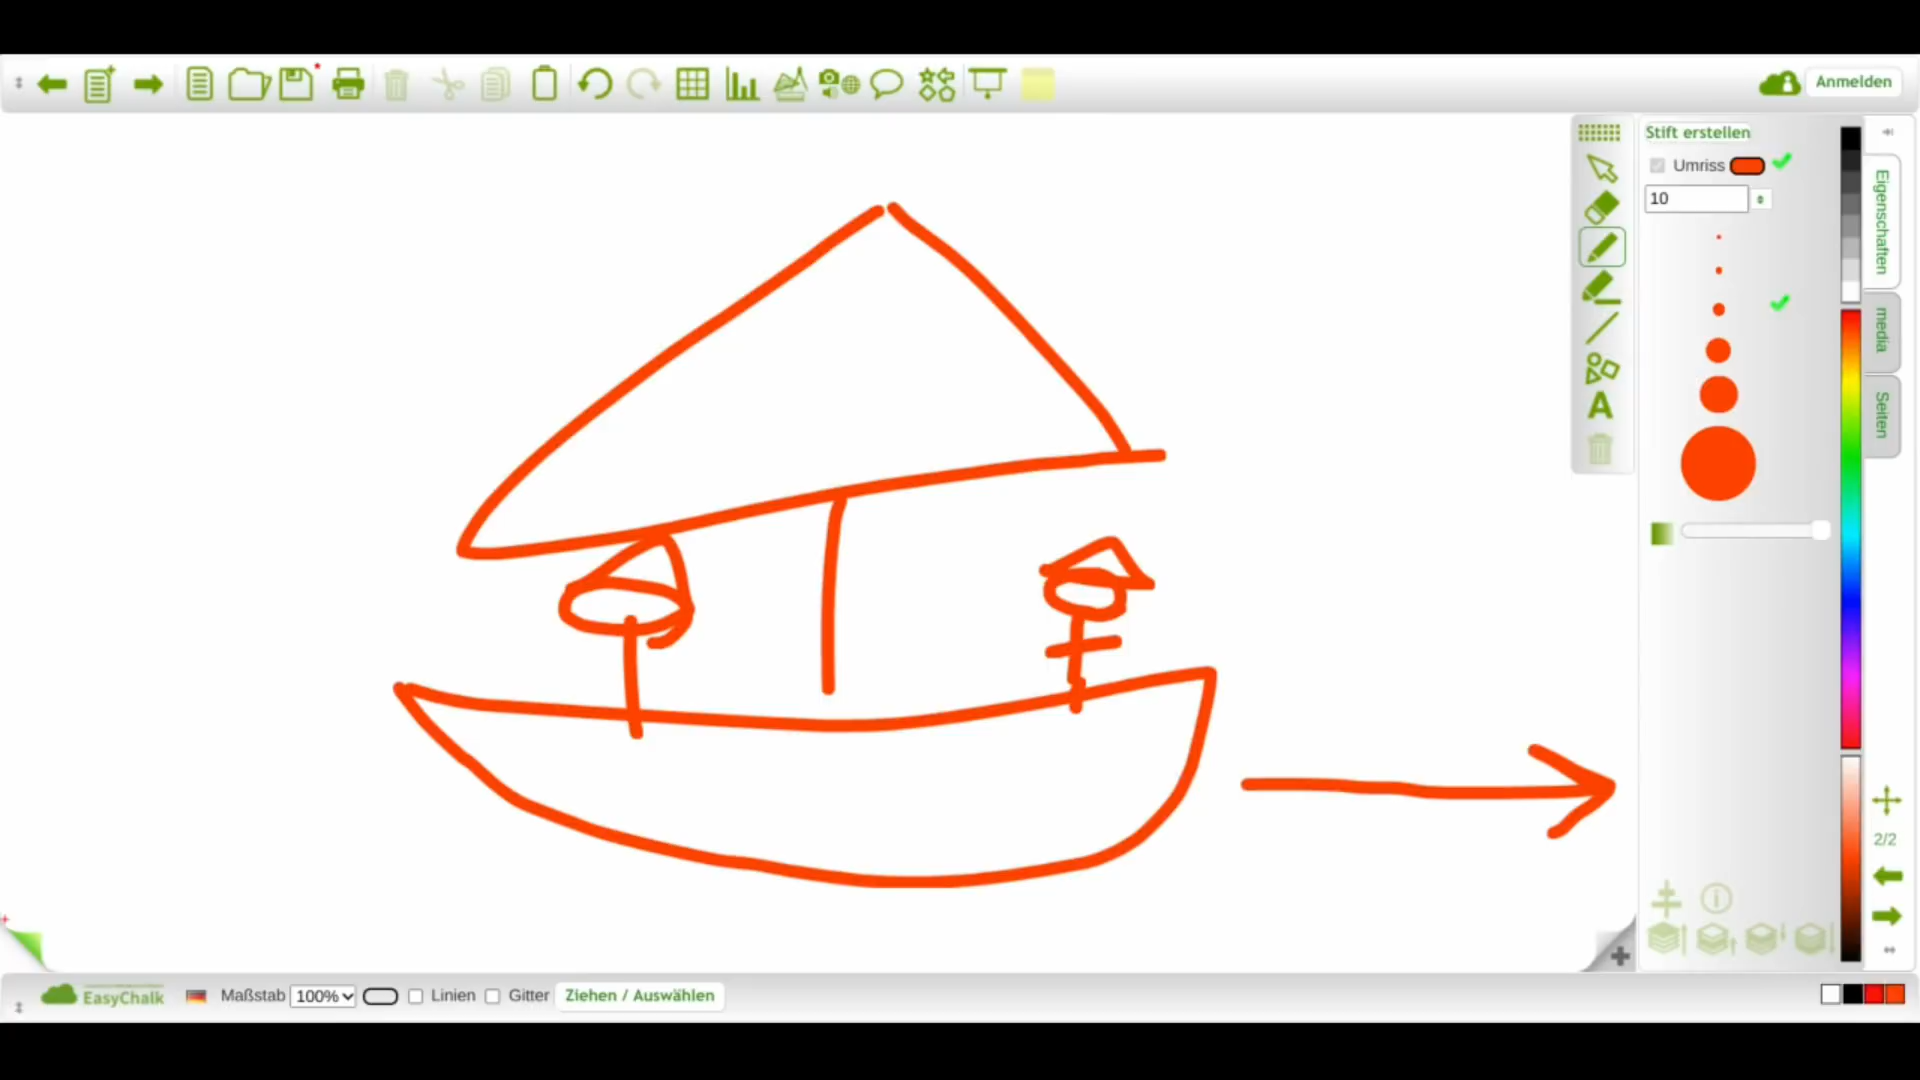 Anmelden
Stift erstellen
Umriss
10
Eigenschaften
media
Seiten
2/2
EasyChalk
Maßstab 100% Linien Gitter Ziehen / Auswählen